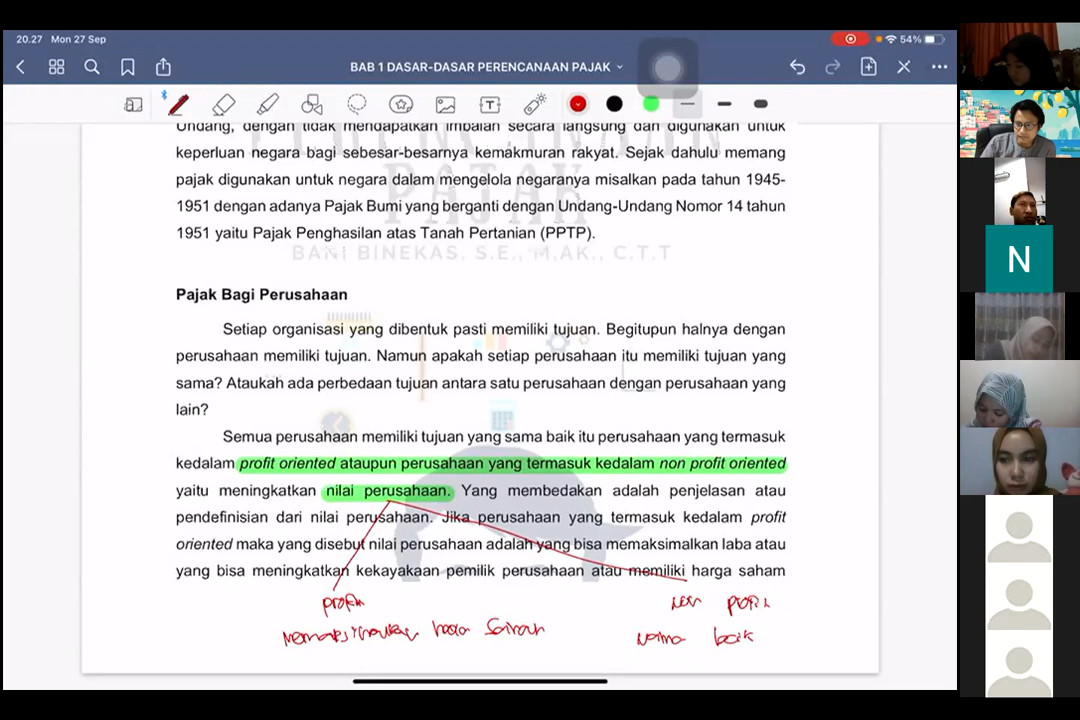 20.27 Mon 27 Sep
54%
BAB 1 DASAR-DASAR PERENCANAAN PAJAK
Undang, dengan tidak mendapatkan imbalan secara langsung dan digunakan untuk
keperluan negara bagi sebesar-besarnya kemakmuran rakyat. Sejak dahulu memang
pajak digunakan untuk negara dalam mengelola negaranya misalkan pada tahun 1945-
1951 dengan adanya Pajak Bumi yang berganti dengan Undang-Undang Nomor 14 tahun
1951 yaitu Pajak Penghasilan atas Tanah Pertanian (PPTP).
PERENCANAAN
PAJAK
BANI BINEKAS. S.E., M.AK., C.T.T
N
Pajak Bagi Perusahaan
Setiap organisasi yang dibentuk pasti memiliki tujuan. Begitupun halnya dengan
perusahaan memiliki tujuan. Namun apakah setiap perusahaan itu memiliki tujuan yang
sama? Ataukah ada perbedaan tujuan antara satu perusahaan dengan perusahaan yang
lain?
Semua perusahaan memiliki tujuan yang sama baik itu perusahaan yang termasuk
kedalam profit oriented ataupun perusahaan yang termasuk kedalam non profit oriented
yaitu meningkatkan nilai perusahaan. Yang membedakan adalah penjelasan atau
pendefinisian dari nilai perusahaan. Jika perusahaan yang termasuk kedalam profit
oriented maka yang disebut nilai perusahaan adalah yang bisa memaksimalkan laba atau
yang bisa meningkatkan kekayakaan pemilik perusahaan atau memiliki harga saham
profit non profit
memaksimalkan harga saham nama baik